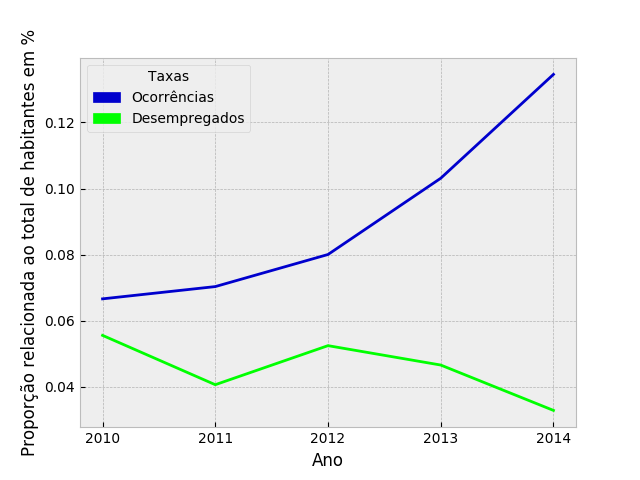 Proporção relacionada ao total de habitantes em %
Taxas
Ocorrências
Desempregados
0.12
0.10
0.08
0.06
0.04
2010 2011 2012 2013 2014
Ano